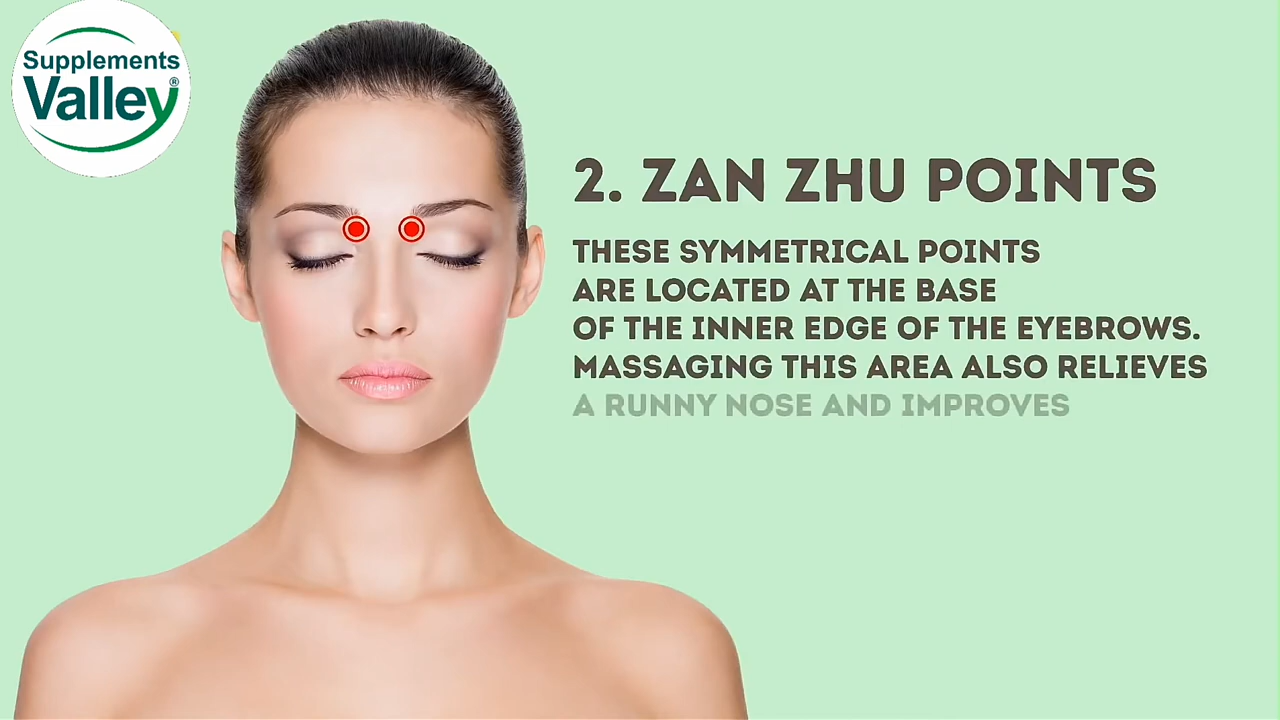 Supplements
Valley®
2. ZAN ZHU POINTS
THESE SYMMETRICAL POINTS
ARE LOCATED AT THE BASE
OF THE INNER EDGE OF THE EYEBROWS.
MASSAGING THIS AREA ALSO RELIEVES
A RUNNY NOSE AND IMPROVES